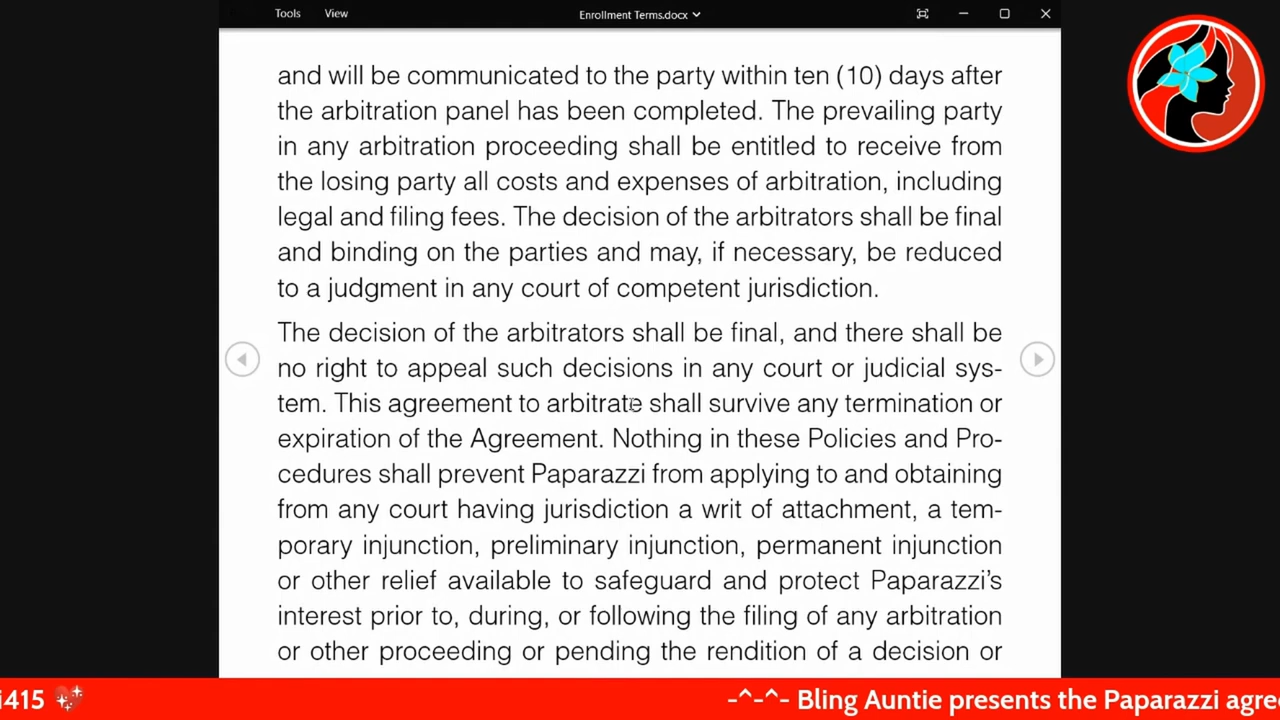 Tools View Enrollment Terms.docx
and will be communicated to the party within ten (10) days after
the arbitration panel has been completed. The prevailing party
in any arbitration proceeding shall be entitled to receive from
the losing party all costs and expenses of arbitration, including
legal and filing fees. The decision of the arbitrators shall be final
and binding on the parties and may, if necessary, be reduced
to a judgment in any court of competent jurisdiction.
The decision of the arbitrators shall be final, and there shall be
no right to appeal such decisions in any court or judicial sys-
tem. This agreement to arbitrate shall survive any termination or
expiration of the Agreement. Nothing in these Policies and Pro-
cedures shall prevent Paparazzi from applying to and obtaining
from any court having jurisdiction a writ of attachment, a tem-
porary injunction, preliminary injunction, permanent injunction
or other relief available to safeguard and protect Paparazzi's
interest prior to, during, or following the filing of any arbitration
or other proceeding or pending the rendition of a decision or
i415 💖 -^-^- Bling Auntie presents the Paparazzi agre